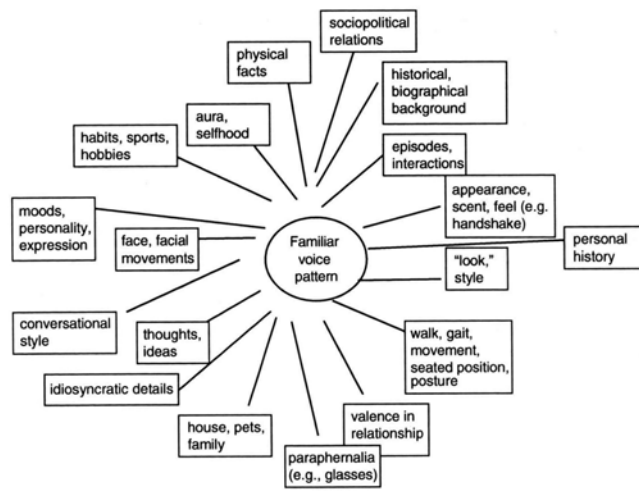 sociopolitical
relations
physical
facts
historical,
biographical
background
aura,
selfhood
habits, sports,
hobbies
episodes,
interactions
appearance,
scent, feel (e.g.
handshake)
moods,
personality,
expression
face, facial
movements
Familiar
voice
pattern
personal
history
“look,”
style
conversational
style
thoughts,
ideas
walk, gait,
movement,
seated position,
posture
idiosyncratic details
house, pets,
family
valence in
relationship
paraphernalia
(e.g., glasses)